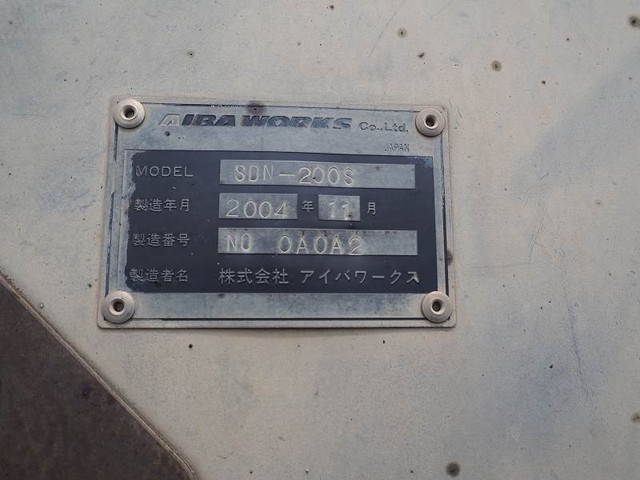 AIBA WORKS Co.,Ltd.
JAPAN
MODEL SDN-200S
製造年月 2004 年 11 月
製造番号 NO 0A0A2
製造者名 株式会社 アイバワークス